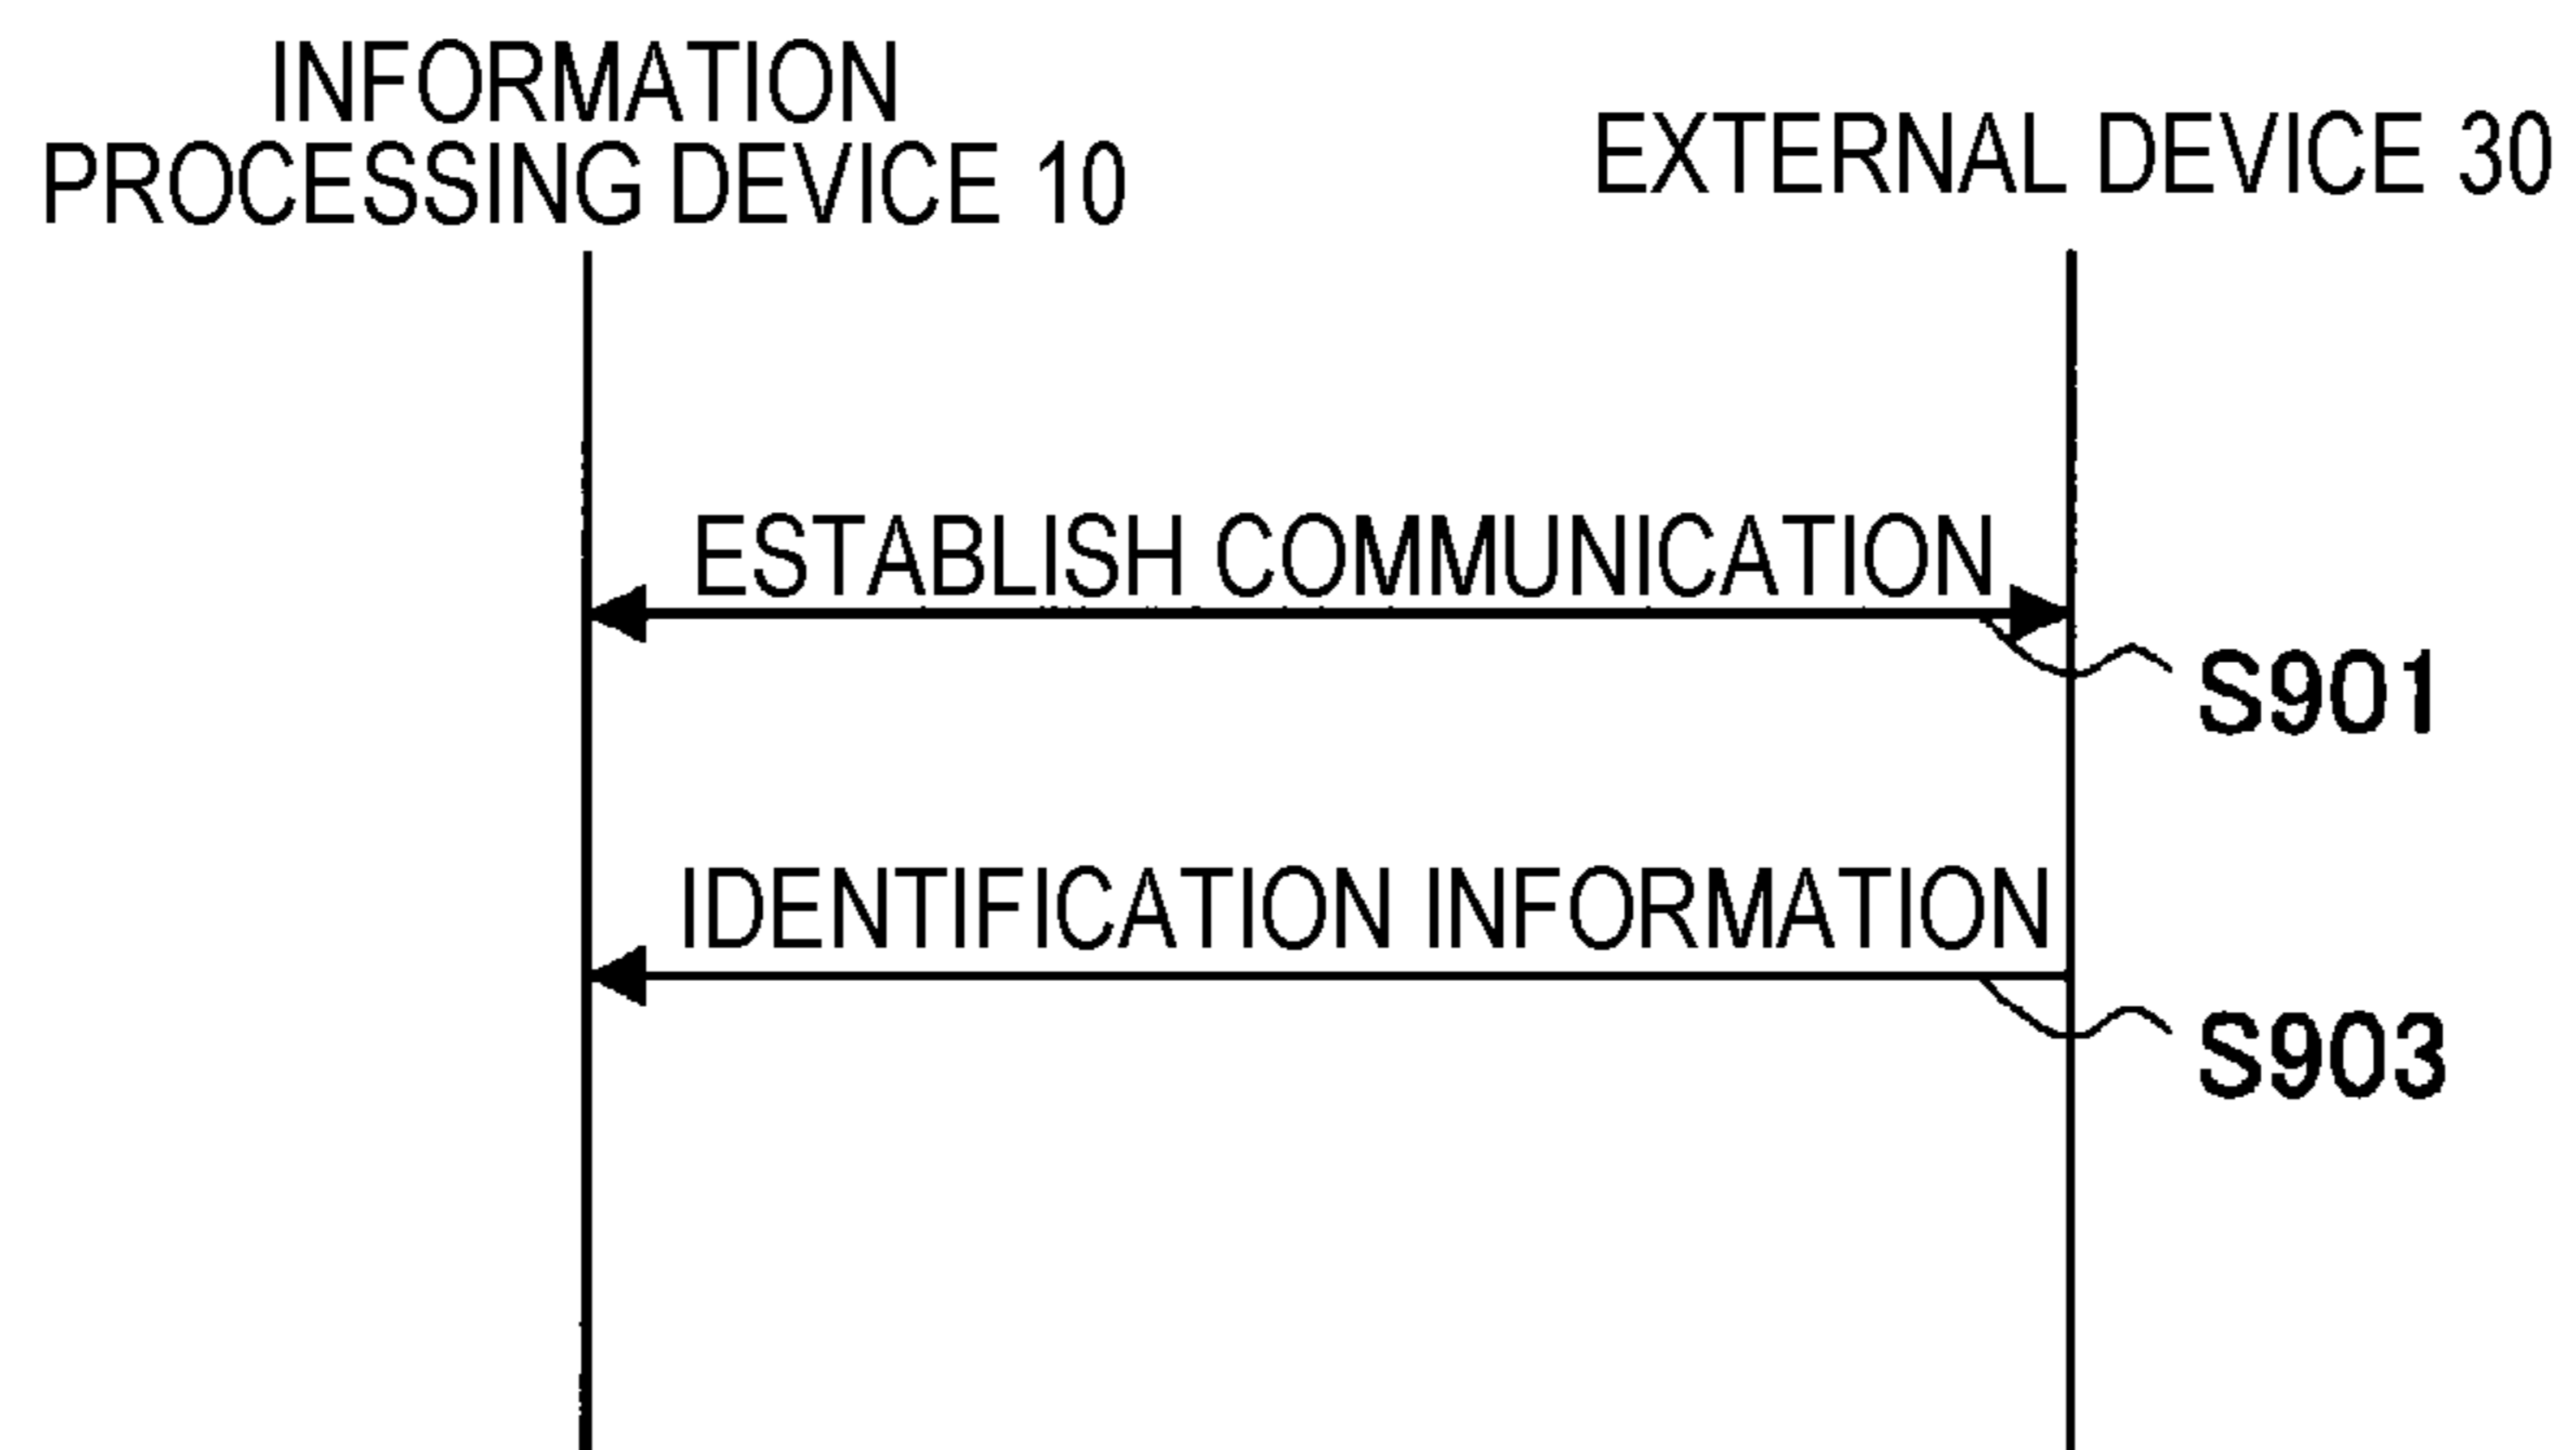 INFORMATION
PROCESSING DEVICE 10
EXTERNAL DEVICE 30
ESTABLISH COMMUNICATION
S901
IDENTIFICATION INFORMATION
S903